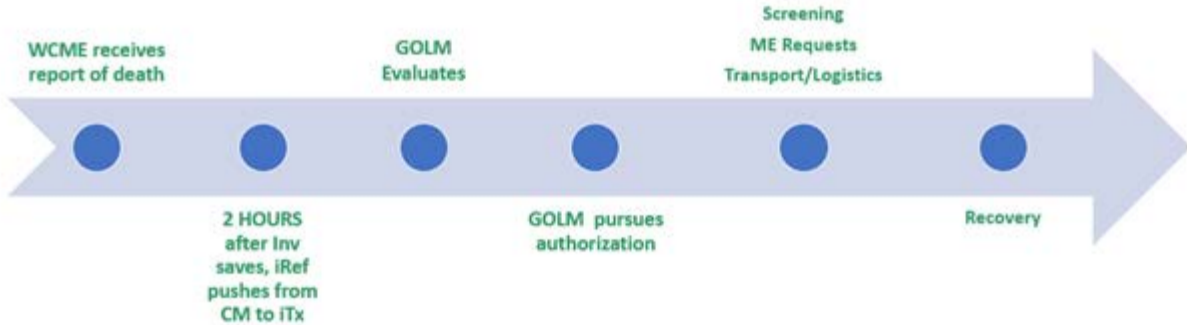 WCME receives
report of death
2 HOURS
after Inv
saves, iRef
pushes from
CM to iTx
GOLM
Evaluates
GOLM pursues
authorization
Screening
ME Requests
Transport/Logistics
Recovery